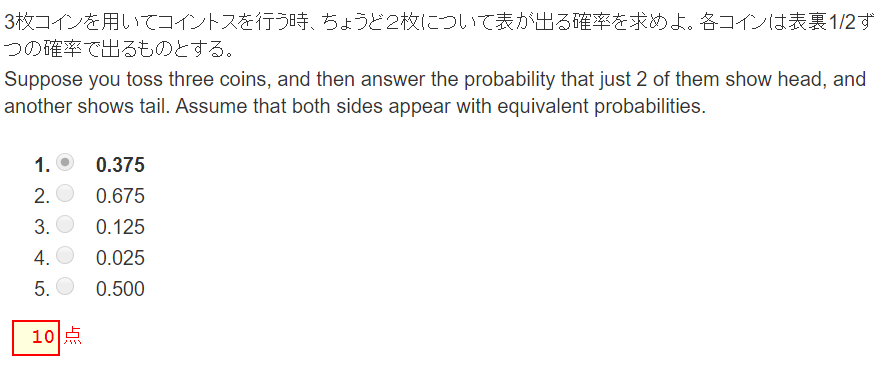 3枚コインを用いてコイントスを行う時、ちょうど２枚について表が出る確率を求めよ。各コインは表裏1/2ず
つの確率で出るものとする。
Suppose you toss three coins, and then answer the probability that just 2 of them show head, and
another shows tail. Assume that both sides appear with equivalent probabilities.
1. 0.375
2. 0.675
3. 0.125
4. 0.025
5. 0.500
10 点